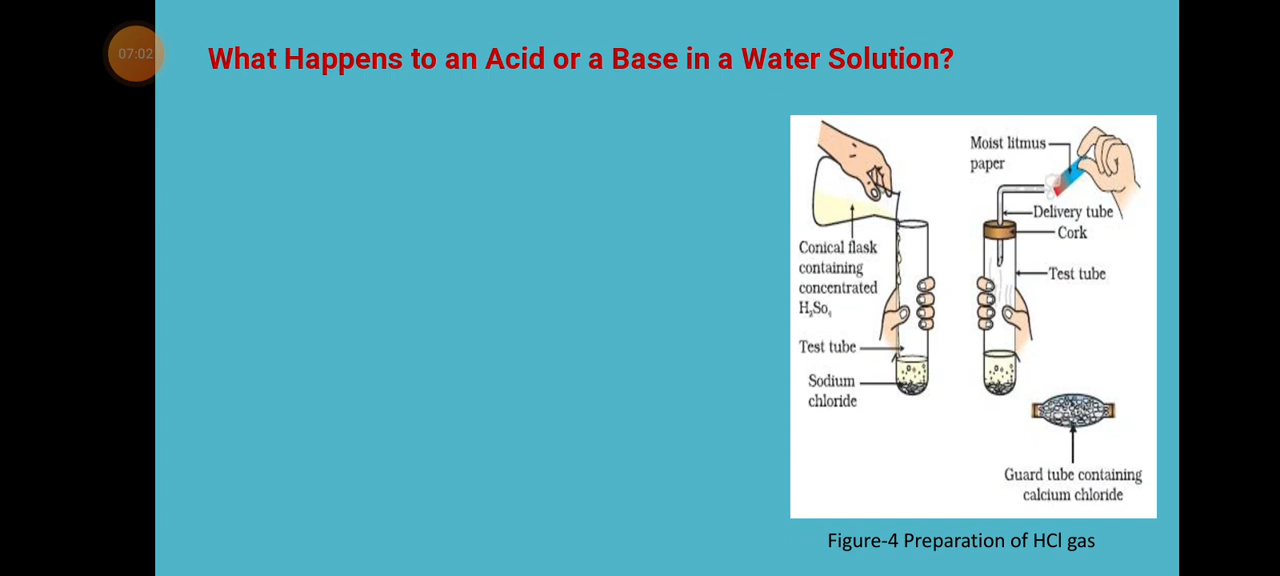 07:02
What Happens to an Acid or a Base in a Water Solution?
Moist litmus
paper
Delivery tube
Cork
Conical flask
containing
concentrated
H₂So₄
Test tube
Test tube
Sodium
chloride
Guard tube containing
calcium chloride
Figure-4 Preparation of HCl gas